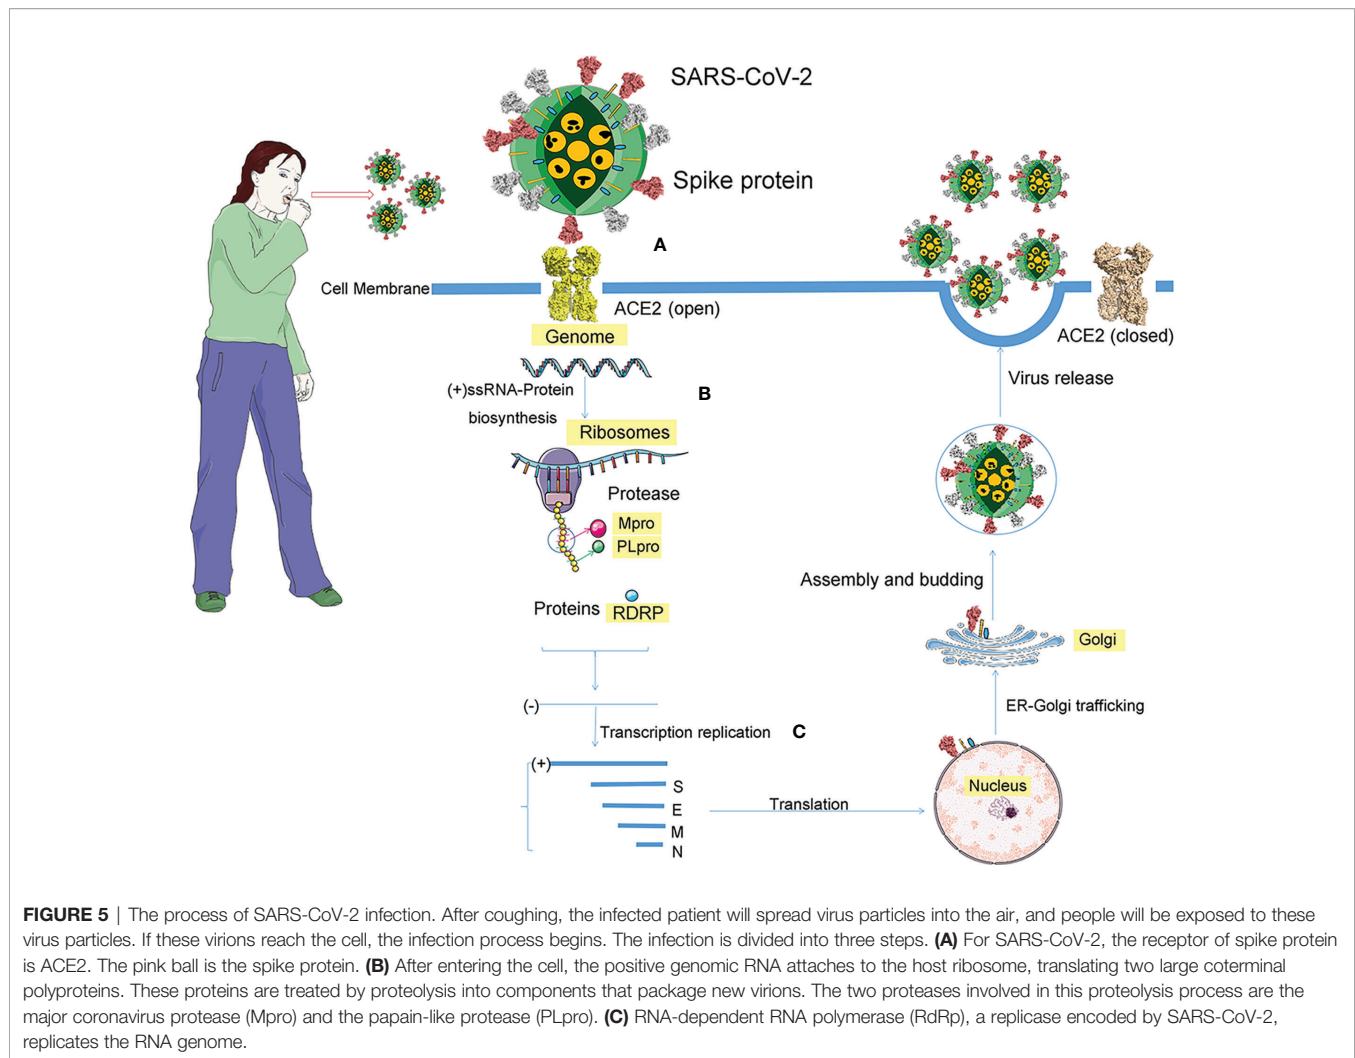 SARS-CoV-2
Spike protein
A
Cell Membrane
ACE2 (open)
Genome
(+)ssRNA-Protein
biosynthesis
B
Ribosomes
Protease
Mpro
PLpro
Proteins
RDRP
(-)
Transcription replication
C
(+)
S
E
M
N
Translation
Nucleus
ER-Golgi trafficking
Golgi
Assembly and budding
Virus release
ACE2 (closed)
FIGURE 5 | The process of SARS-CoV-2 infection. After coughing, the infected patient will spread virus particles into the air, and people will be exposed to these
virus particles. If these virions reach the cell, the infection process begins. The infection is divided into three steps. (A) For SARS-CoV-2, the receptor of spike protein
is ACE2. The pink ball is the spike protein. (B) After entering the cell, the positive genomic RNA attaches to the host ribosome, translating two large coterminal
polyproteins. These proteins are treated by proteolysis into components that package new virions. The two proteases involved in this proteolysis process are the
major coronavirus protease (Mpro) and the papain-like protease (PLpro). (C) RNA-dependent RNA polymerase (RdRp), a replicase encoded by SARS-CoV-2,
replicates the RNA genome.